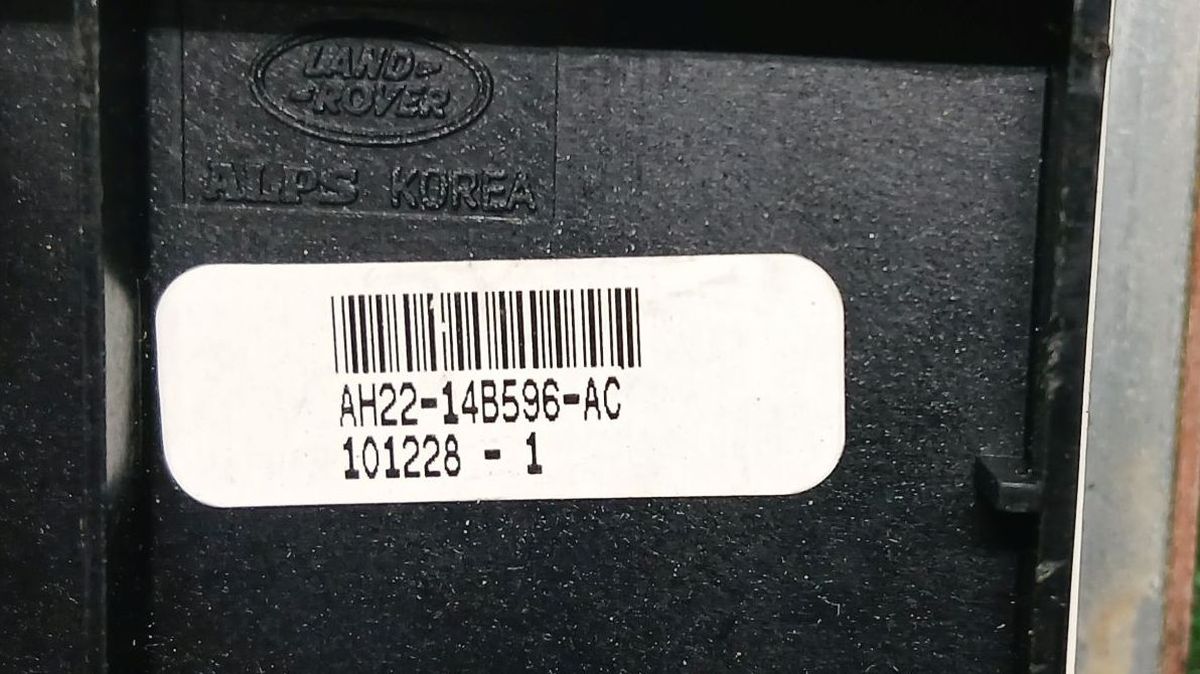 LAND-
-ROVER
ALPS KOREA
AH22-14B596-AC
101228 - 1